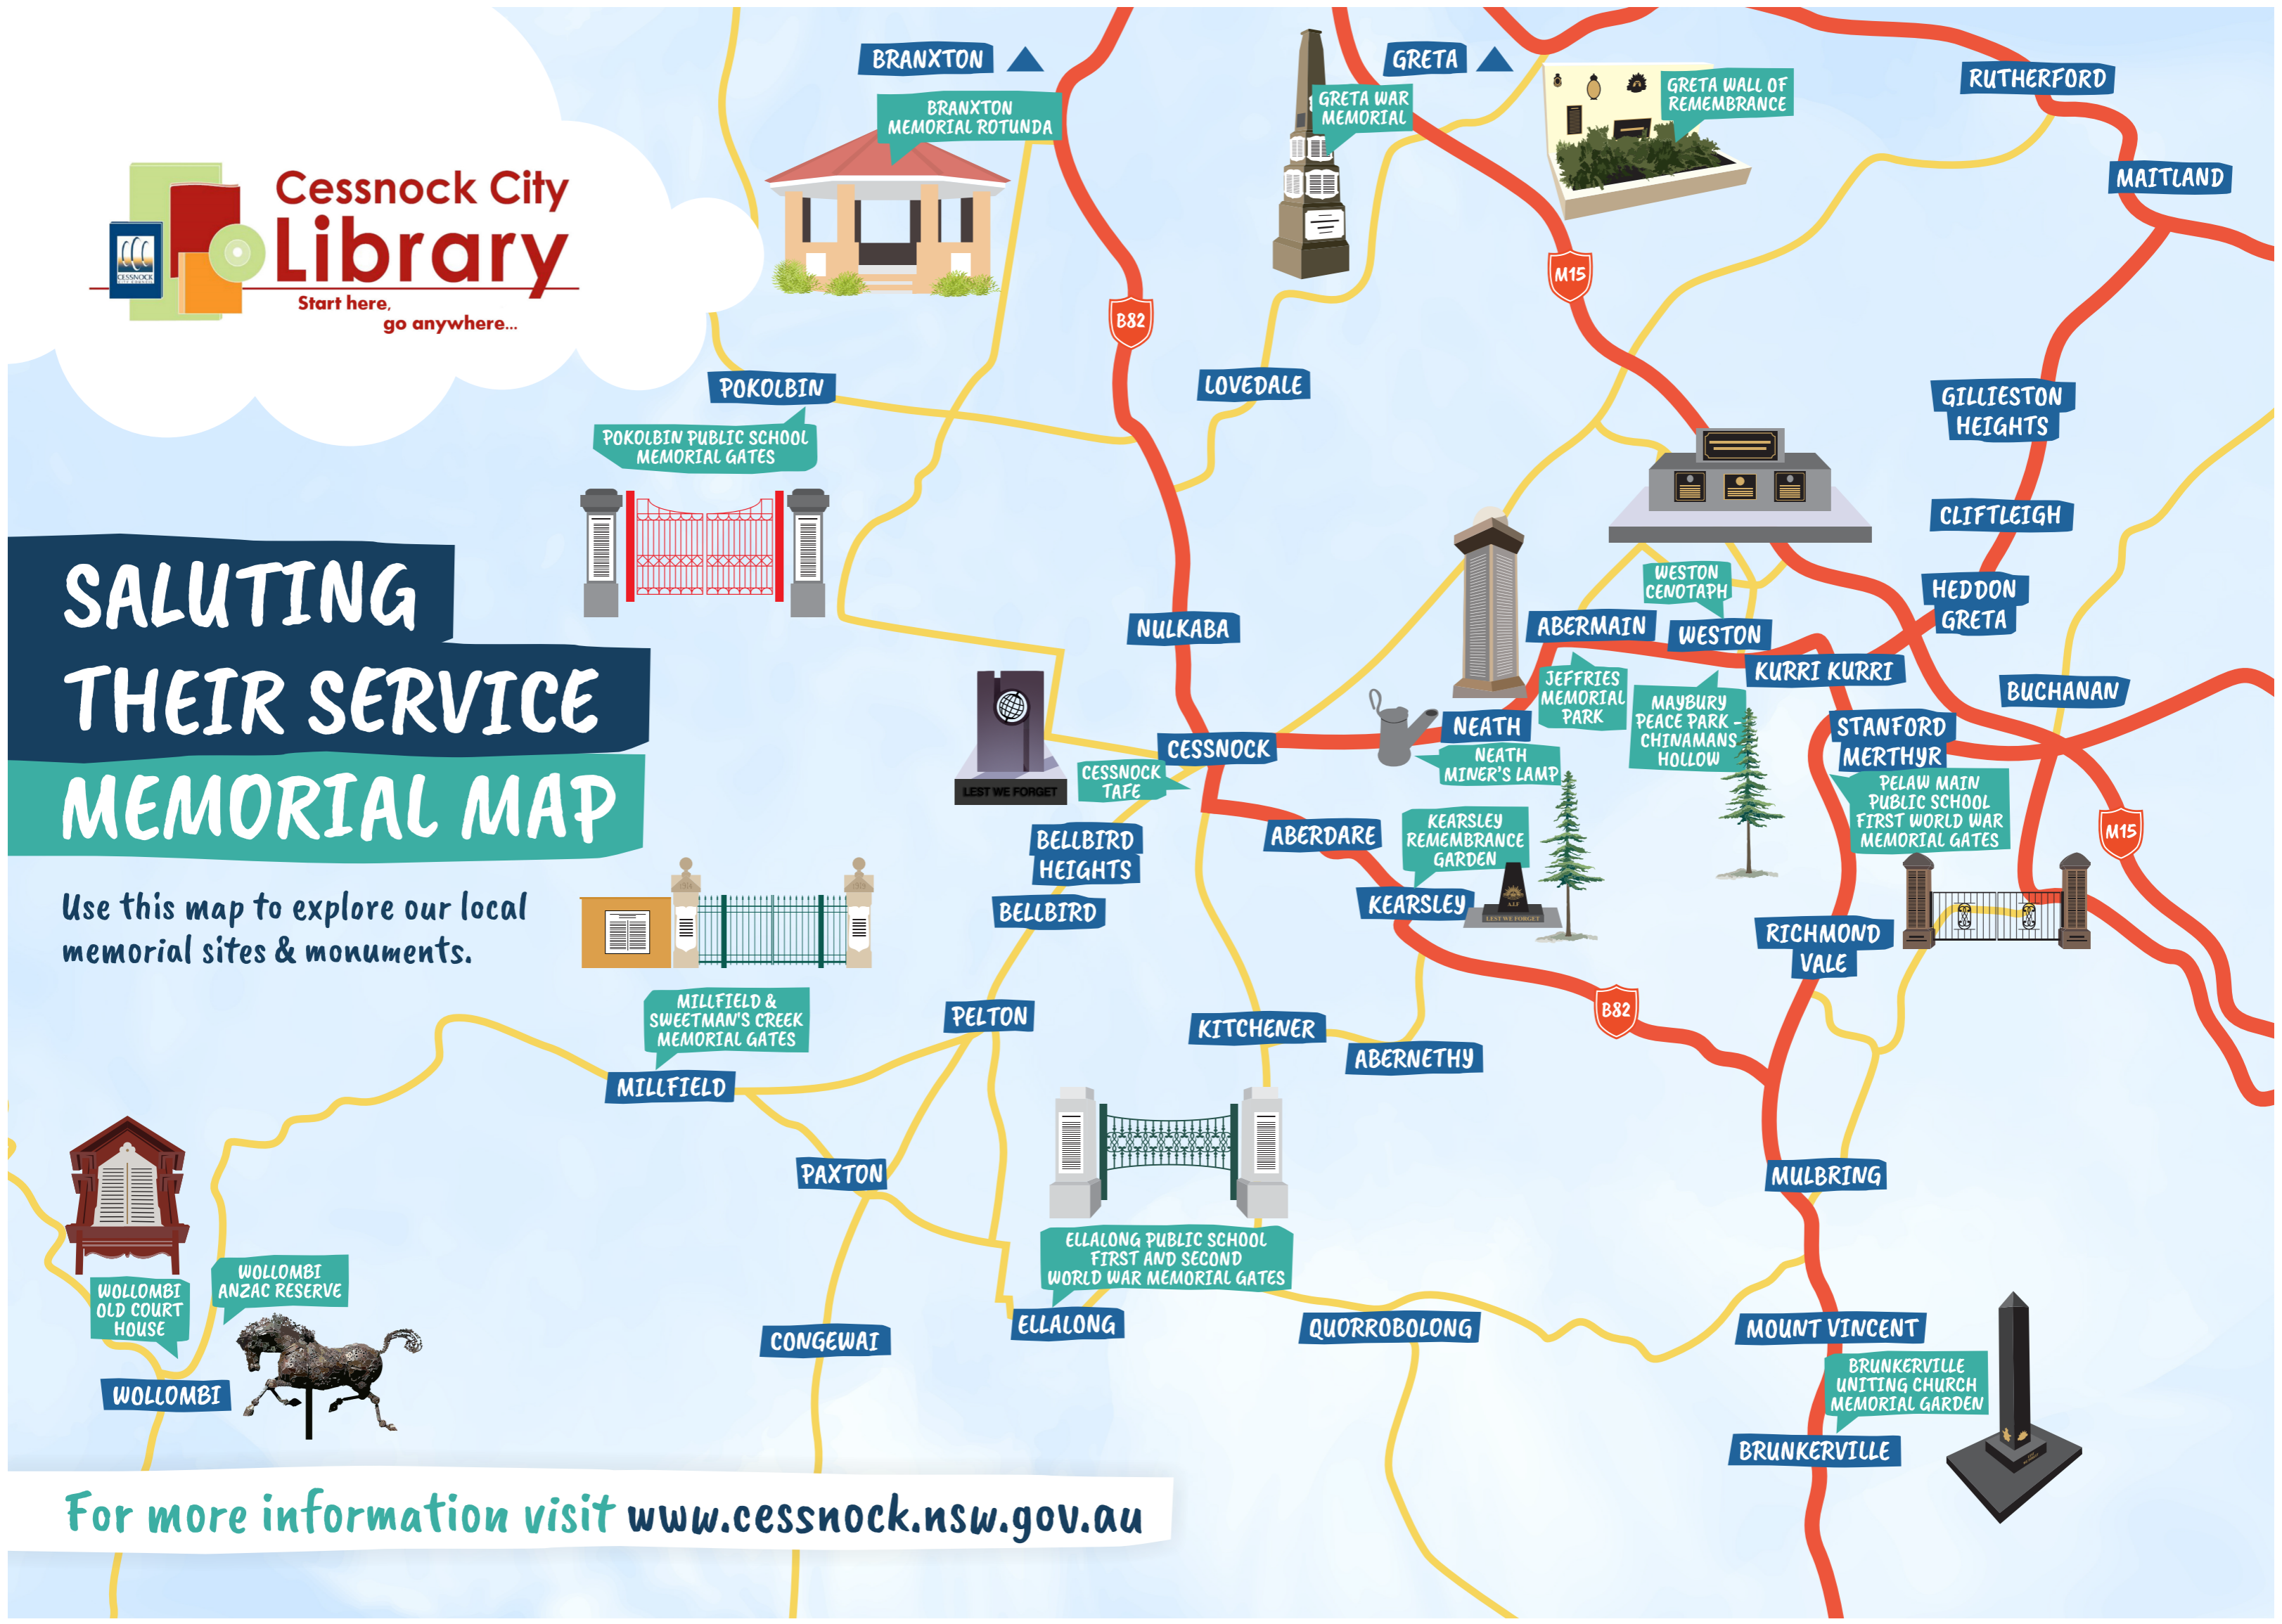 BRANXTON
GRETA
RUTHERFORD
GRETA WALL OF
REMEMBRANCE
GRETA WAR
MEMORIAL
BRANXTON
MEMORIAL ROTUNDA
MAITLAND
Cessnock City
Library
CESSNOCK
Start here,
go anywhere...
M15
B82
POKOLBIN
LOVEDALE
GILLIESTON
HEIGHTS
POKOLBIN PUBLIC SCHOOL
MEMORIAL GATES
CLIFTLEIGH
SALUTING
THEIR SERVICE
MEMORIAL MAP
Use this map to explore our local
memorial sites & monuments.
WESTON
CENOTAPH
HEDDON
GRETA
NULKABA
ABERMAIN
WESTON
KURRI KURRI
JEFFRIES
MEMORIAL
PARK
MAYBURY
PEACE PARK -
CHINAMANS
HOLLOW
BUCHANAN
NEATH
STANFORD
MERTHYR
CESSNOCK
NEATH
MINER'S LAMP
CESSNOCK
TAFE
LEST WE FORGET
PELAW MAIN
PUBLIC SCHOOL
FIRST WORLD WAR
MEMORIAL GATES
M15
BELLBIRD
HEIGHTS
ABERDARE
KEARSLEY
REMEMBRANCE
GARDEN
KEARSLEY
A.I.F
LEST WE FORGET
BELLBIRD
RICHMOND
VALE
MILLFIELD &
SWEETMAN'S CREEK
MEMORIAL GATES
PELTON
KITCHENER
B82
ABERNETHY
MILLFIELD
PAXTON
MULBRING
ELLALONG PUBLIC SCHOOL
FIRST AND SECOND
WORLD WAR MEMORIAL GATES
WOLLOMBI
ANZAC RESERVE
WOLLOMBI
OLD COURT
HOUSE
ELLALONG
CONGEWAI
QUORROBOLONG
MOUNT VINCENT
BRUNKERVILLE
UNITING CHURCH
MEMORIAL GARDEN
WOLLOMBI
BRUNKERVILLE
For more information visit www.cessnock.nsw.gov.au